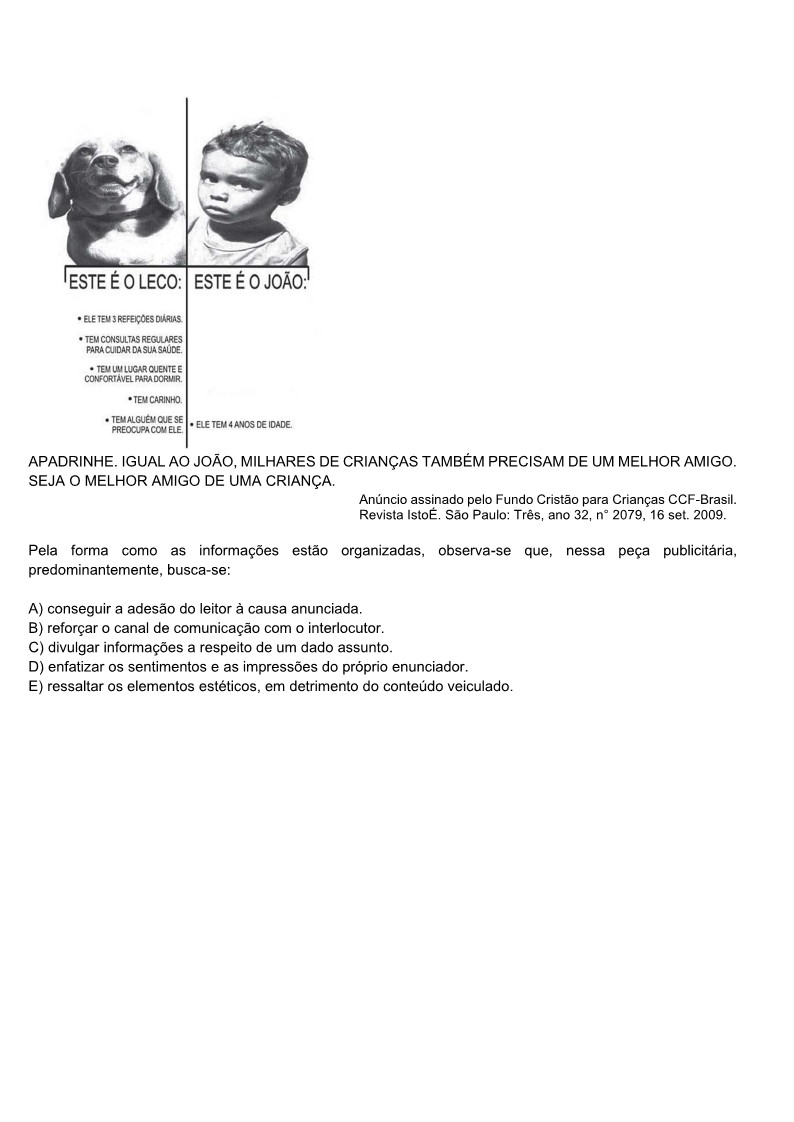 ESTE É O LECO:
• ELE TEM 3 REFEIÇÕES DIÁRIAS.
• TEM CONSULTAS REGULARES
PARA CUIDAR DA SUA SAÚDE.
• TEM UM LUGAR QUENTE E
CONFORTÁVEL PARA DORMIR.
• TEM CARINHO.
• TEM ALGUÉM QUE SE
PREOCUPA COM ELE.
ESTE É O JOÃO:
• ELE TEM 4 ANOS DE IDADE.
APADRINHE. IGUAL AO JOÃO, MILHARES DE CRIANÇAS TAMBÉM PRECISAM DE UM MELHOR AMIGO.
SEJA O MELHOR AMIGO DE UMA CRIANÇA.
Anúncio assinado pelo Fundo Cristão para Crianças CCF-Brasil.
Revista IstoÉ. São Paulo: Três, ano 32, n° 2079, 16 set. 2009.
Pela forma como as informações estão organizadas, observa-se que, nessa peça publicitária,
predominantemente, busca-se:
A) conseguir a adesão do leitor à causa anunciada.
B) reforçar o canal de comunicação com o interlocutor.
C) divulgar informações a respeito de um dado assunto.
D) enfatizar os sentimentos e as impressões do próprio enunciador.
E) ressaltar os elementos estéticos, em detrimento do conteúdo veiculado.